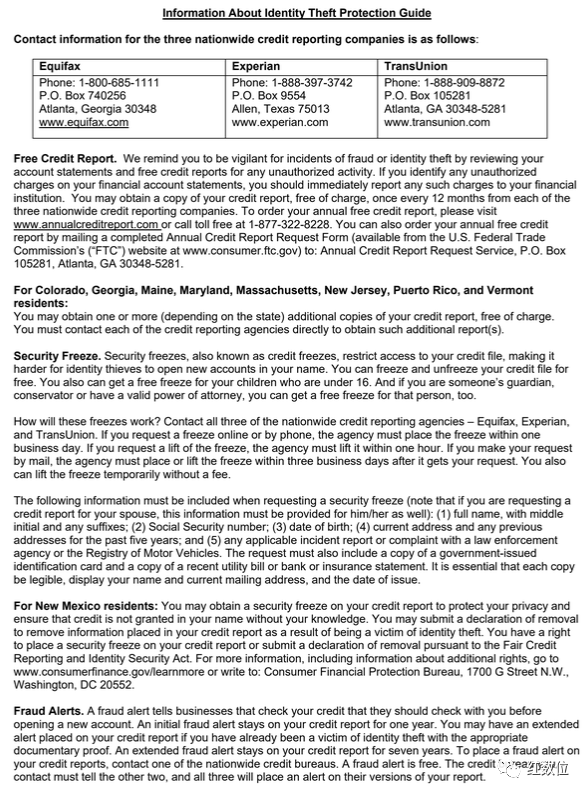 Information About Identity Theft Protection Guide
Contact information for the three nationwide credit reporting companies is as follows:
Equifax Experian TransUnion
Phone: 1-800-685-1111 Phone: 1-888-397-3742 Phone: 1-888-909-8872
P.O. Box 740256 P.O. Box 9554 P.O. Box 105281
Atlanta, Georgia 30348 Allen, Texas 75013 Atlanta, GA 30348-5281
www.equifax.com www.experian.com www.transunion.com
Free Credit Report. We remind you to be vigilant for incidents of fraud or identity theft by reviewing your
account statements and free credit reports for any unauthorized activity. If you identify any unauthorized
charges on your financial account statements, you should immediately report any such charges to your financial
institution. You may obtain a copy of your credit report, free of charge, once every 12 months from each of the
three nationwide credit reporting companies. To order your annual free credit report, please visit
www.annualcreditreport.com or call toll free at 1-877-322-8228. You can also order your annual free credit
report by mailing a completed Annual Credit Report Request Form (available from the U.S. Federal Trade
Commission's ("FTC") website at www.consumer.ftc.gov) to: Annual Credit Report Request Service, P.O. Box
105281, Atlanta, GA 30348-5281.
For Colorado, Georgia, Maine, Maryland, Massachusetts, New Jersey, Puerto Rico, and Vermont
residents:
You may obtain one or more (depending on the state) additional copies of your credit report, free of charge.
You must contact each of the credit reporting agencies directly to obtain such additional report(s).
Security Freeze. Security freezes, also known as credit freezes, restrict access to your credit file, making it
harder for identity thieves to open new accounts in your name. You can freeze and unfreeze your credit file for
free. You also can get a free freeze for your children who are under 16. And if you are someone's guardian,
conservator or have a valid power of attorney, you can get a free freeze for that person, too.
How will these freezes work? Contact all three of the nationwide credit reporting agencies – Equifax, Experian,
and TransUnion. If you request a freeze online or by phone, the agency must place the freeze within one
business day. If you request a lift of the freeze, the agency must lift it within one hour. If you make your request
by mail, the agency must place or lift the freeze within three business days after it gets your request. You also
can lift the freeze temporarily without a fee.
The following information must be included when requesting a security freeze (note that if you are requesting a
credit report for your spouse, this information must be provided for him/her as well): (1) full name, with middle
initial and any suffixes; (2) Social Security number; (3) date of birth; (4) current address and any previous
addresses for the past five years; and (5) any applicable incident report or complaint with a law enforcement
agency or the Registry of Motor Vehicles. The request must also include a copy of a government-issued
identification card and a copy of a recent utility bill or bank or insurance statement. It is essential that each copy
be legible, display your name and current mailing address, and the date of issue.
For New Mexico residents: You may obtain a security freeze on your credit report to protect your privacy and
ensure that credit is not granted in your name without your knowledge. You may submit a declaration of removal
to remove information placed in your credit report as a result of being a victim of identity theft. You have a right
to place a security freeze on your credit report or submit a declaration of removal pursuant to the Fair Credit
Reporting and Identity Security Act. For more information, including information about additional rights, go to
www.consumerfinance.gov/learnmore or write to: Consumer Financial Protection Bureau, 1700 G Street N.W.,
Washington, DC 20552.
Fraud Alerts. A fraud alert tells businesses that check your credit that they should check with you before
opening a new account. An initial fraud alert stays on your credit report for one year. You may have an extended
alert placed on your credit report if you have already been a victim of identity theft with the appropriate
documentary proof. An extended fraud alert stays on your credit report for seven years. To place a fraud alert on
your credit reports, contact one of the nationwide credit bureaus. A fraud alert is free. The credit
contact must tell the other two, and all three will place an alert on their versions of your report.
红数位